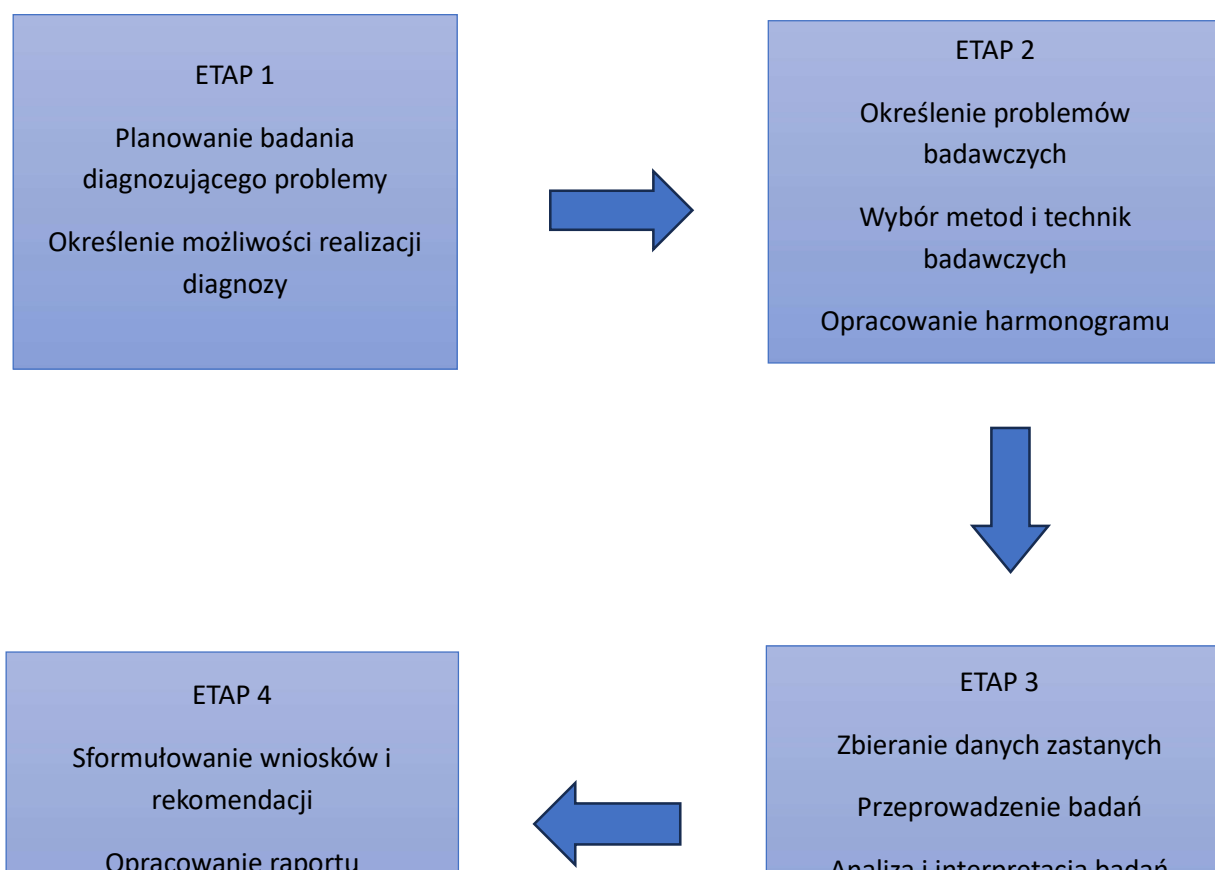 ETAP 1
Planowanie badania
diagnozującego problemy
Określenie możliwości realizacji
diagnozy
ETAP 2
Określenie problemów
badawczych
Wybór metod i technik
badawczych
Opracowanie harmonogramu
ETAP 3
Zbieranie danych zastanych
Przeprowadzenie badań
Analiza i interpretacja badań
ETAP 4
Sformułowanie wniosków i
rekomendacji
Opracowanie raportu